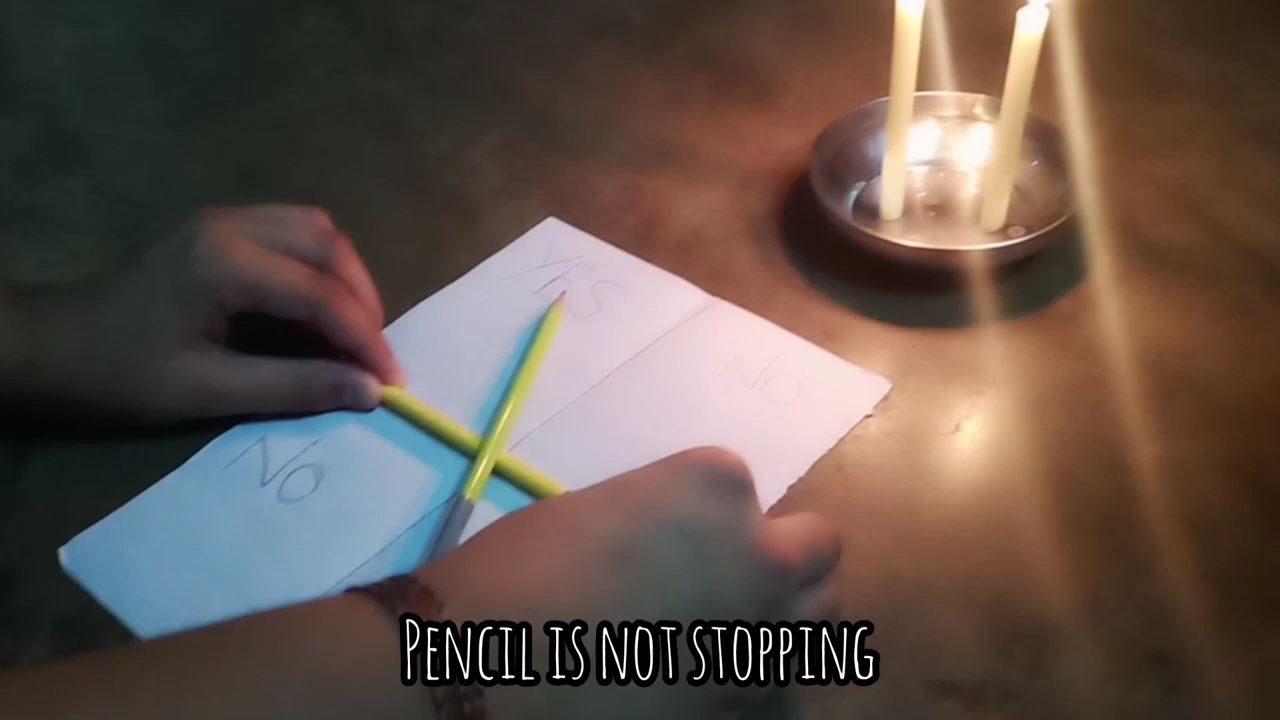 YES
NO
NO
PENCIL IS NOT STOPPING